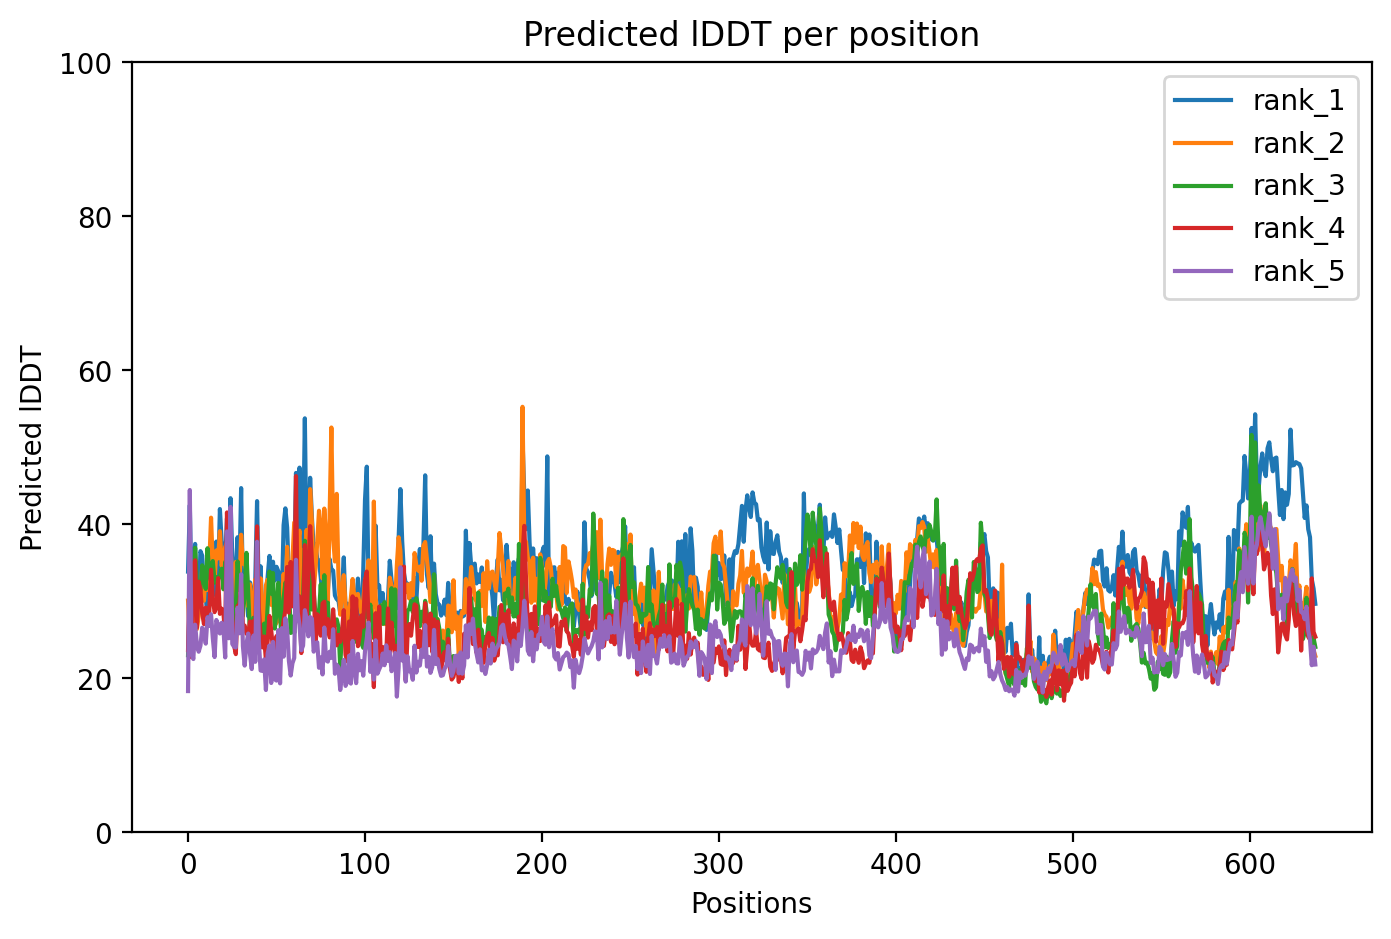 Predicted lDDT per position
100
80
60
40
20
0
Predicted lDDT
0 100 200 300 400 500 600
Positions
rank_1
rank_2
rank_3
rank_4
rank_5